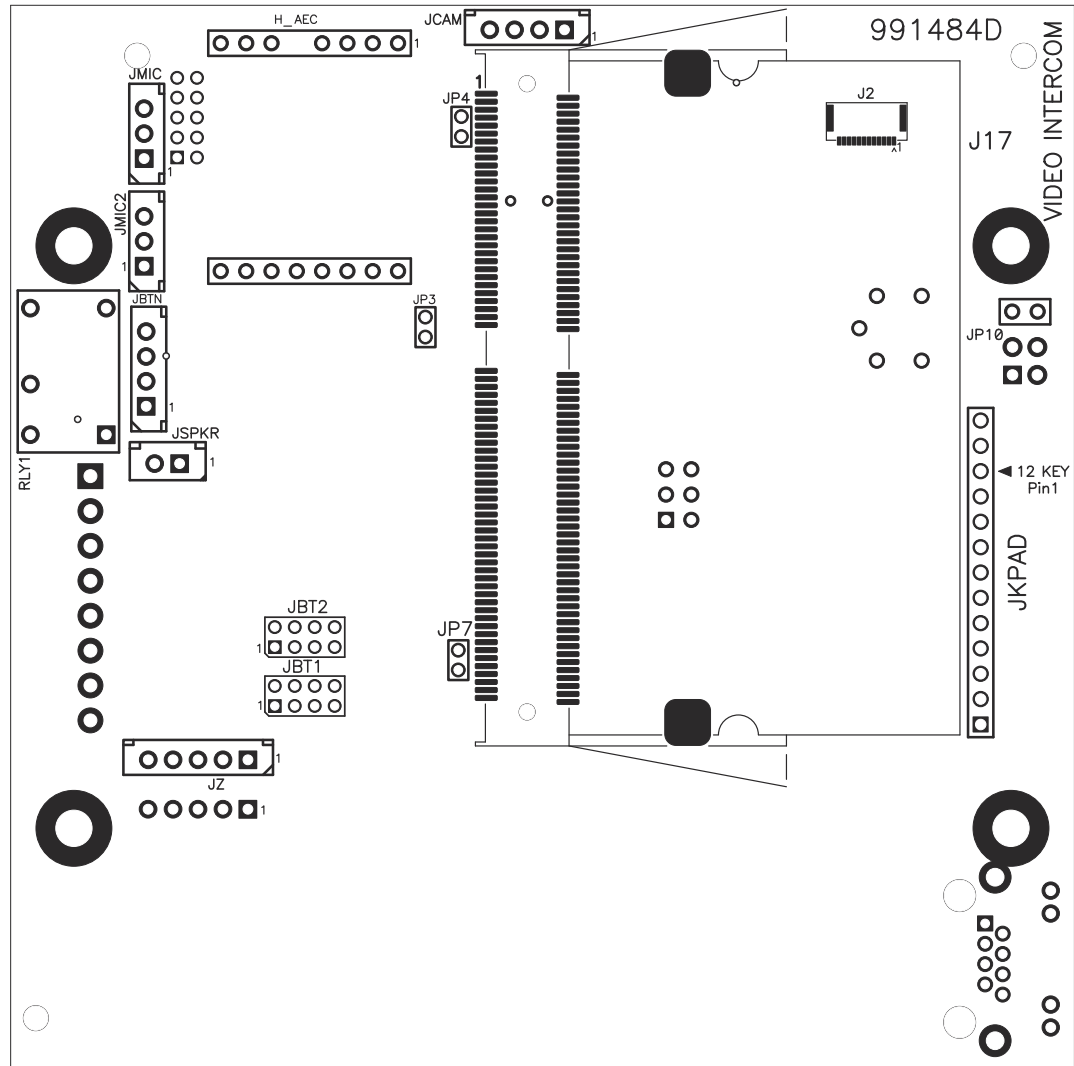 H_AEC
1
JCAM
1
991484D
VIDEO INTERCOM
JMIC
1
1
JP4
J2
^1
J17
JMIC2
1
JBTN
1
JP3
JP10
RLY1
JSPKR
1
12 KEY
Pin1
JKPAD
JBT2
1
JP7
JBT1
1
1
JZ
1